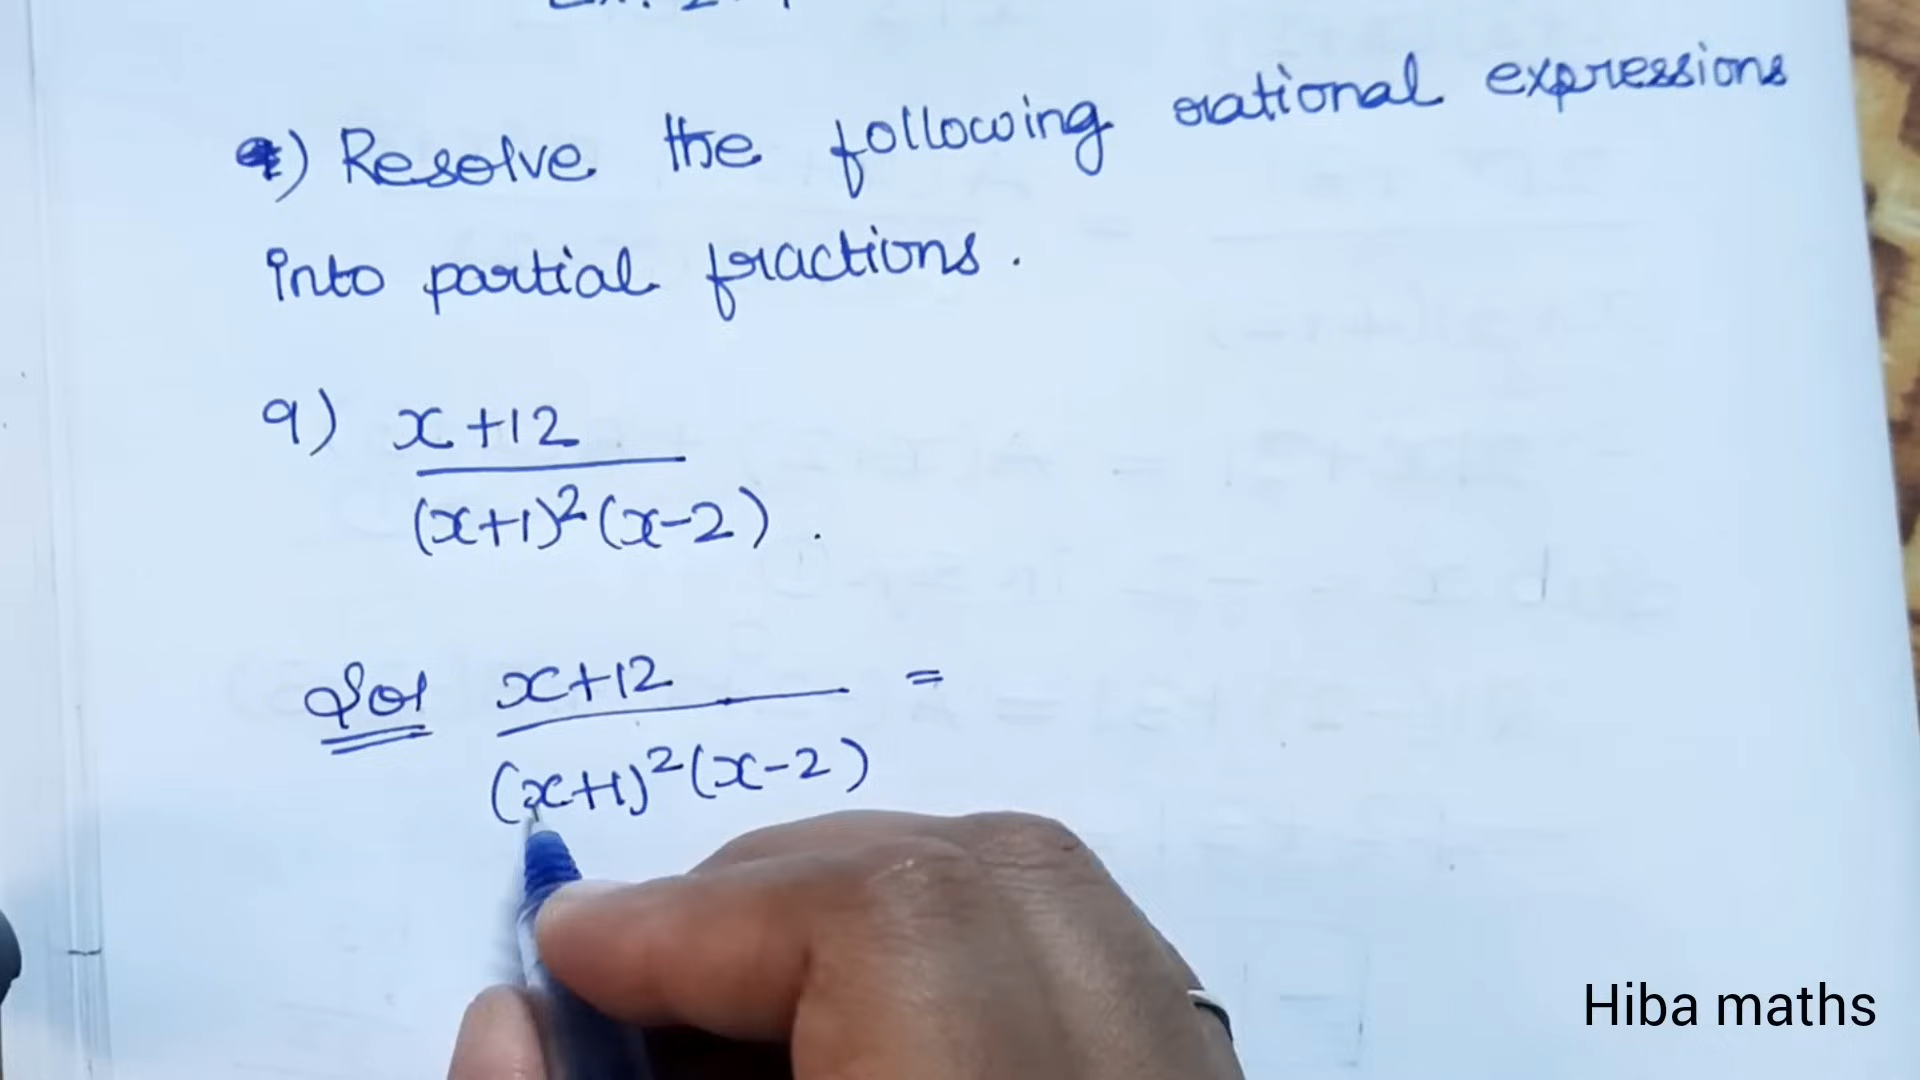 ) Resolve the following rational expressions
into partial fractions.
9) x+12
(x+1)²(x-2).
Sol x+12 =
(x+1)²(x-2)
Hiba maths